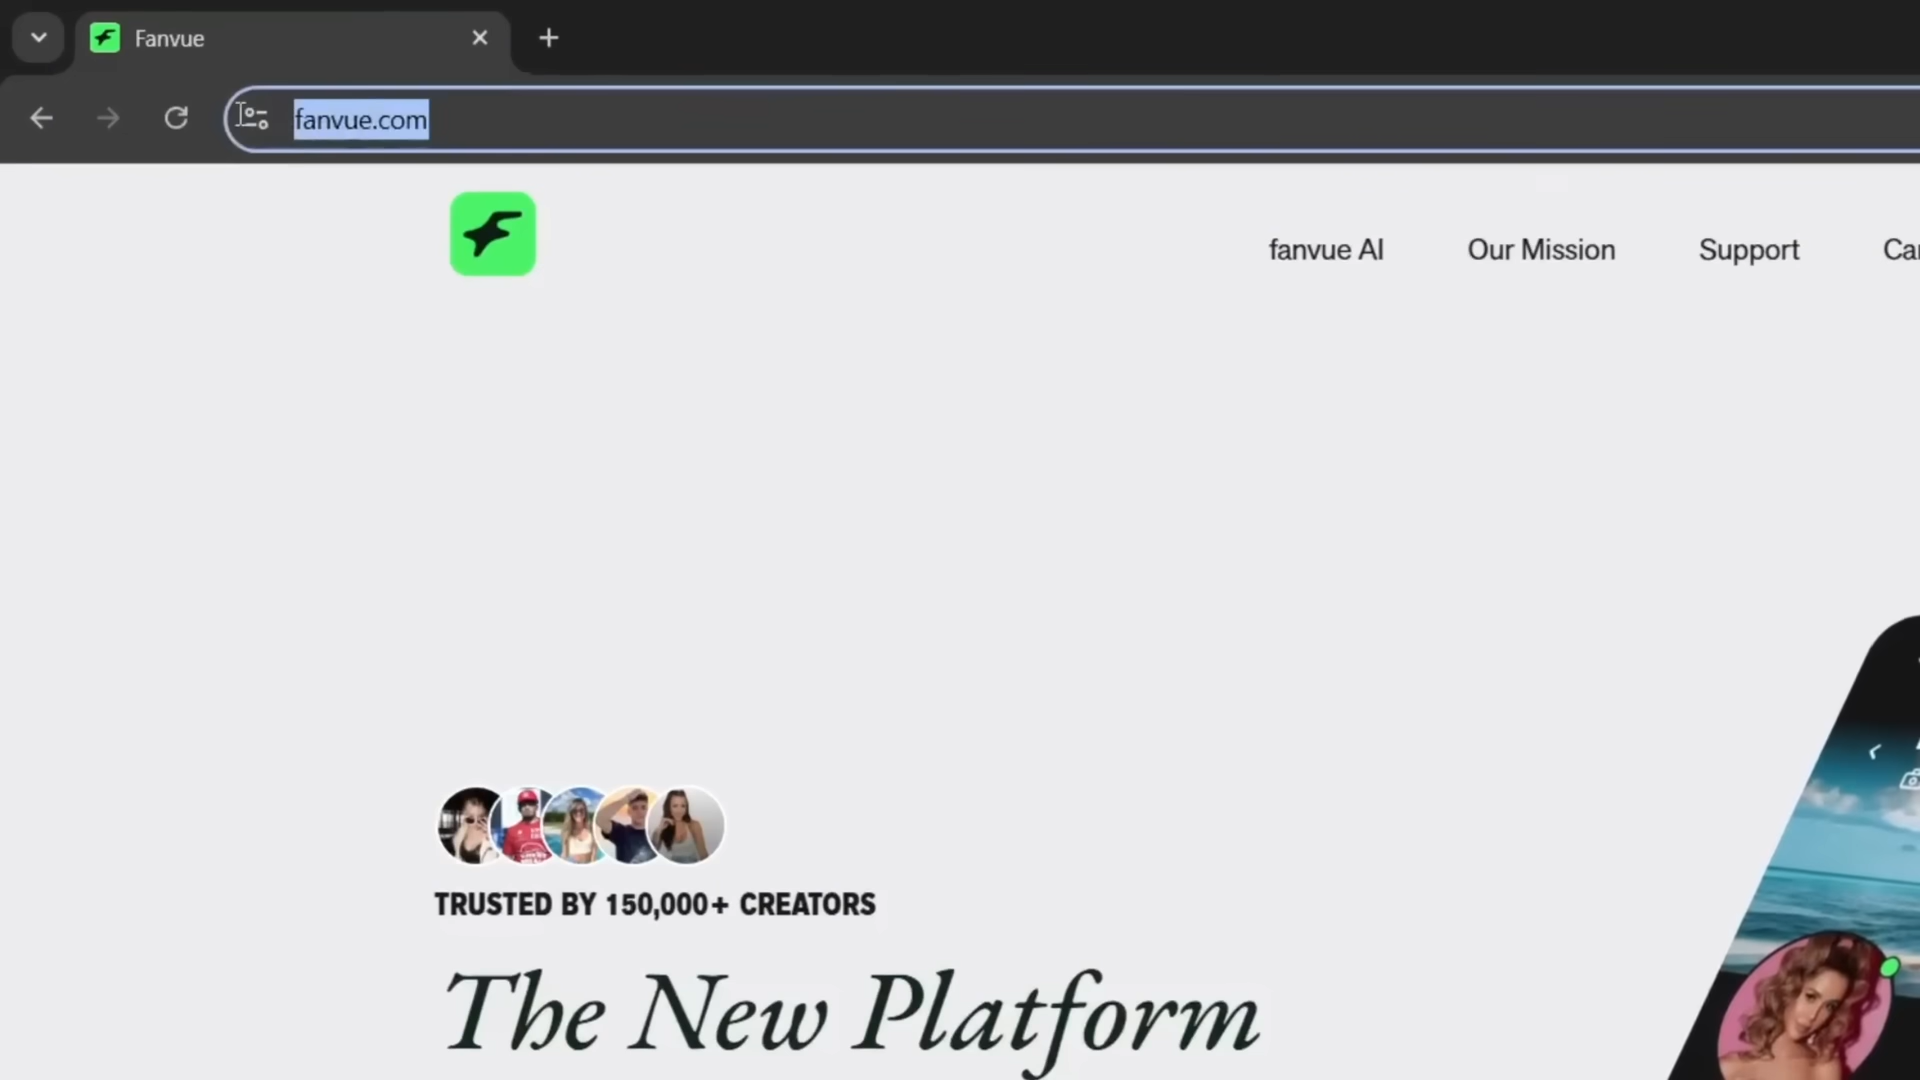 Fanvue
fanvue.com
fanvue AI
Our Mission
Support
TRUSTED BY 150,000+ CREATORS
The New Platform